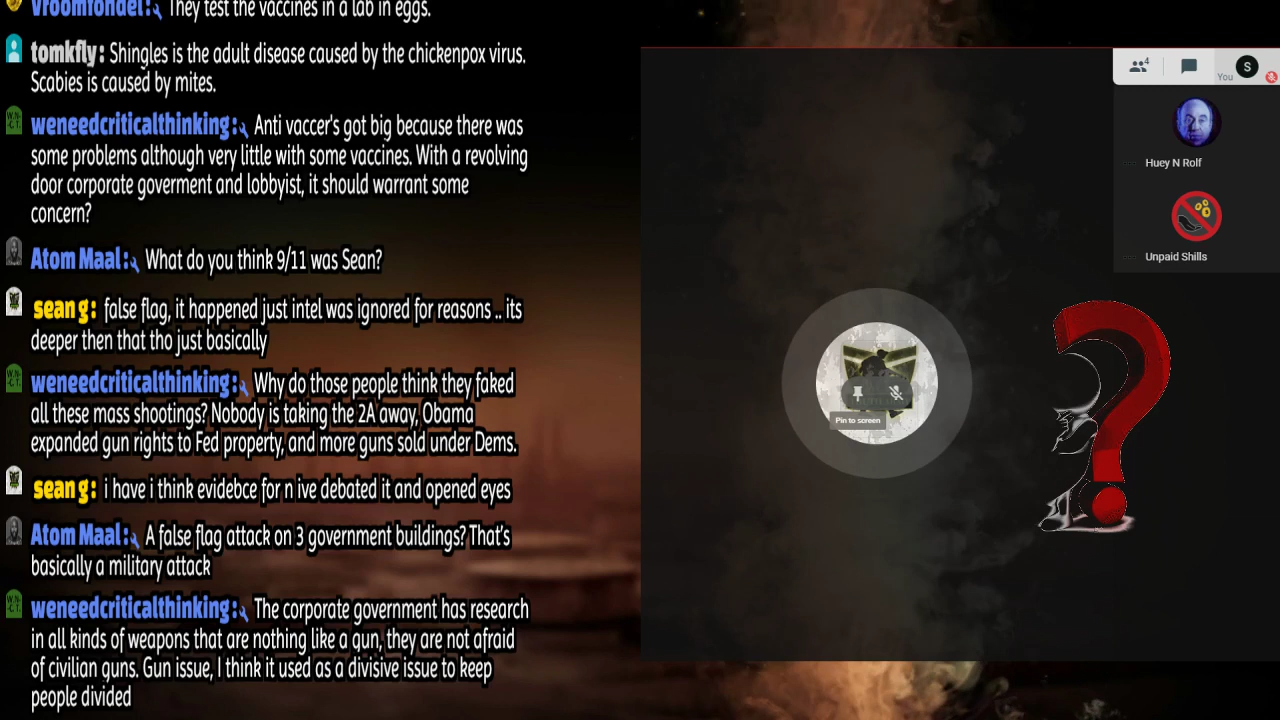 Vroomfondel: They test the vaccines in a lab in eggs.
tomkfly: Shingles is the adult disease caused by the chickenpox virus.
Scabies is caused by mites.
weneedcriticalthinking: Anti vaccer's got big because there was
some problems although very little with some vaccines. With a revolving
door corporate goverment and lobbyist, it should warrant some
concern?
Atom Maal: What do you think 9/11 was Sean?
sean g: false flag, it happened just intel was ignored for reasons .. its
deeper then that tho just basically
weneedcriticalthinking: Why do those people think they faked
all these mass shootings? Nobody is taking the 2A away, Obama
expanded gun rights to Fed property, and more guns sold under Dems.
sean g: i have i think evidebce for n ive debated it and opened eyes
Atom Maal: A false flag attack on 3 government buildings? That's
basically a military attack
weneedcriticalthinking: The corporate government has research
in all kinds of weapons that are nothing like a gun, they are not afraid
of civilian guns. Gun issue, I think it used as a divisive issue to keep
people divided
4
You
S
Huey N Rolf
Unpaid Shills
Pin to screen